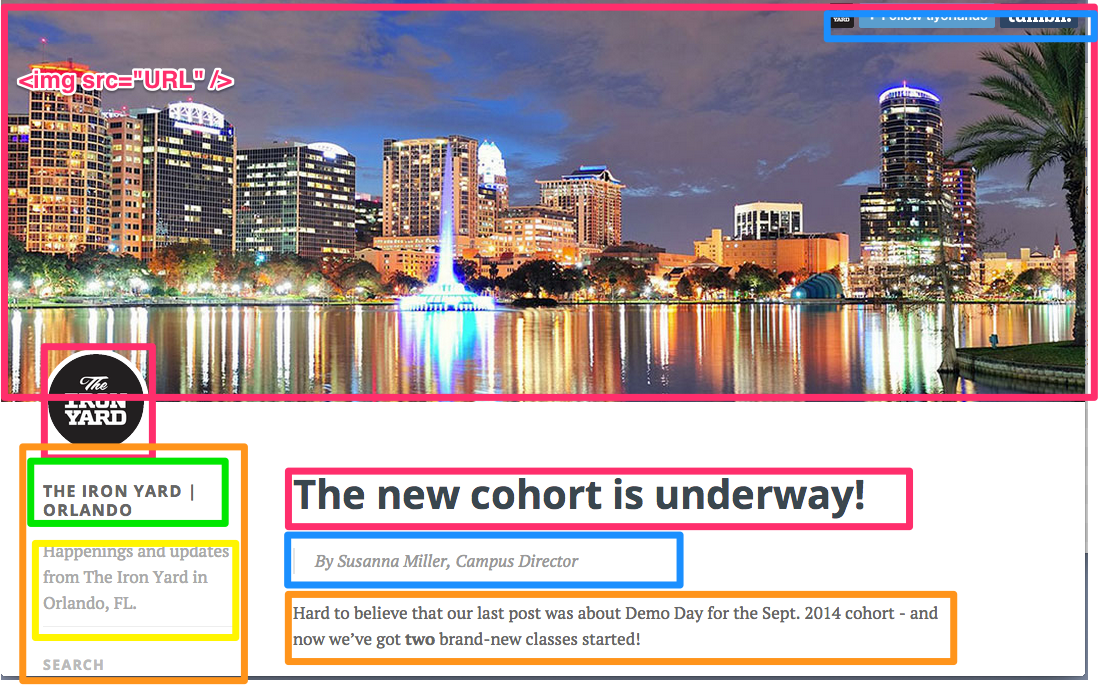 YARD
+ Follow tiyorlando
tumblr.
<img src="URL" />
The
IRON
YARD
THE IRON YARD |
ORLANDO
Happenings and updates
from The Iron Yard in
Orlando, FL.
SEARCH
The new cohort is underway!
By Susanna Miller, Campus Director
Hard to believe that our last post was about Demo Day for the Sept. 2014 cohort - and
now we’ve got two brand-new classes started!